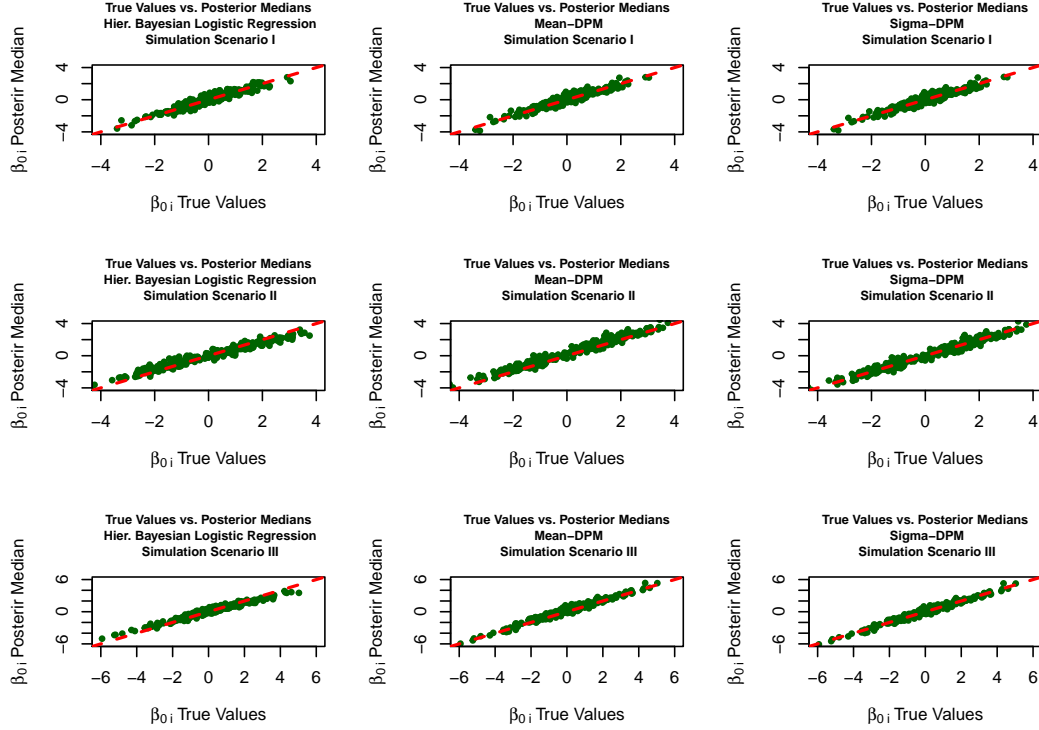 True Values vs. Posterior Medians
Hier. Bayesian Logistic Regression
Simulation Scenario I
β0 i Posterir Median
4
0
−4
−4 −2 0 2 4
β0 i True Values
True Values vs. Posterior Medians
Mean−DPM
Simulation Scenario I
β0 i Posterir Median
4
0
−4
−4 −2 0 2 4
β0 i True Values
True Values vs. Posterior Medians
Sigma−DPM
Simulation Scenario I
β0 i Posterir Median
4
0
−4
−4 −2 0 2 4
β0 i True Values
True Values vs. Posterior Medians
Hier. Bayesian Logistic Regression
Simulation Scenario II
β0 i Posterir Median
4
0
−4
−4 −2 0 2 4
β0 i True Values
True Values vs. Posterior Medians
Mean−DPM
Simulation Scenario II
β0 i Posterir Median
4
0
−4
−4 −2 0 2 4
β0 i True Values
True Values vs. Posterior Medians
Sigma−DPM
Simulation Scenario II
β0 i Posterir Median
4
0
−4
−4 −2 0 2 4
β0 i True Values
True Values vs. Posterior Medians
Hier. Bayesian Logistic Regression
Simulation Scenario III
β0 i Posterir Median
6
0
−6
−6 −4 −2 0 2 4 6
β0 i True Values
True Values vs. Posterior Medians
Mean−DPM
Simulation Scenario III
β0 i Posterir Median
6
0
−6
−6 −4 −2 0 2 4 6
β0 i True Values
True Values vs. Posterior Medians
Sigma−DPM
Simulation Scenario III
β0 i Posterir Median
6
0
−6
−6 −4 −2 0 2 4 6
β0 i True Values